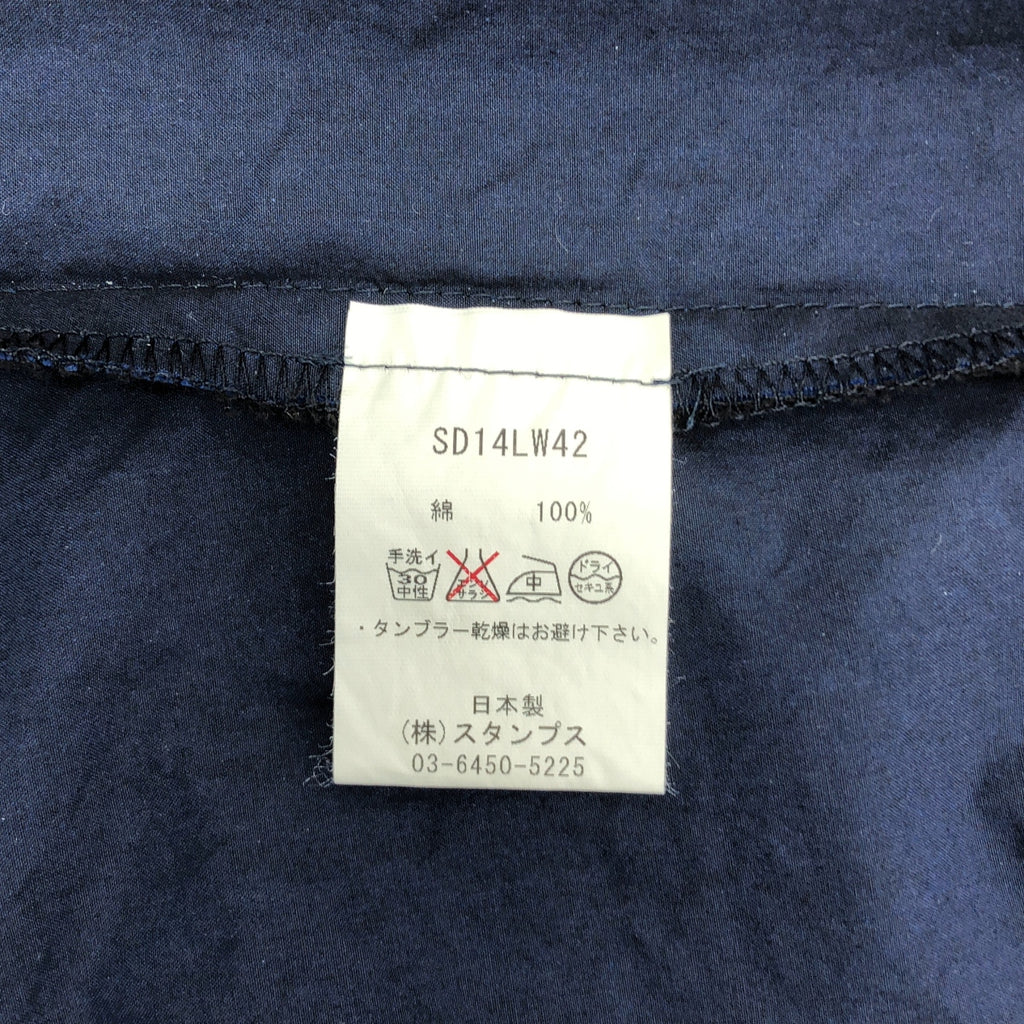 SD14LW42
綿 100%
手洗イ
30
中性
エンソ
サラシ
中
ドライ
セキユ系
・タンブラー乾燥はお避け下さい。
日本製
(株)スタンプス
03-6450-5225